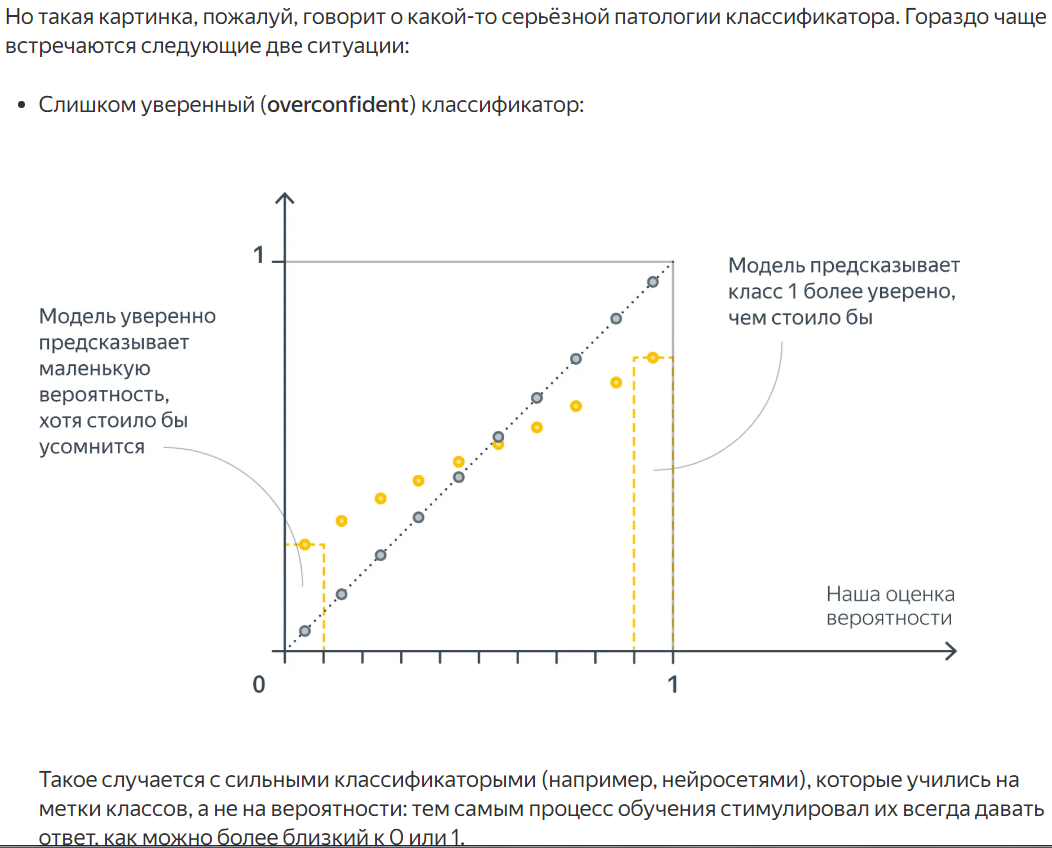 Но такая картинка, пожалуй, говорит о какой-то серьёзной патологии классификатора. Гораздо чаще
встречаются следующие две ситуации:
• Слишком уверенный (overconfident) классификатор:
1
Модель предсказывает
класс 1 более уверено,
чем стоило бы
Модель уверенно
предсказывает
маленькую
вероятность,
хотя стоило бы
усомнится
Наша оценка
вероятности
0
1
Такое случается с сильными классификаторыми (например, нейросетями), которые учились на
метки классов, а не на вероятности: тем самым процесс обучения стимулировал их всегда давать
ответ, как можно более близкий к 0 или 1.